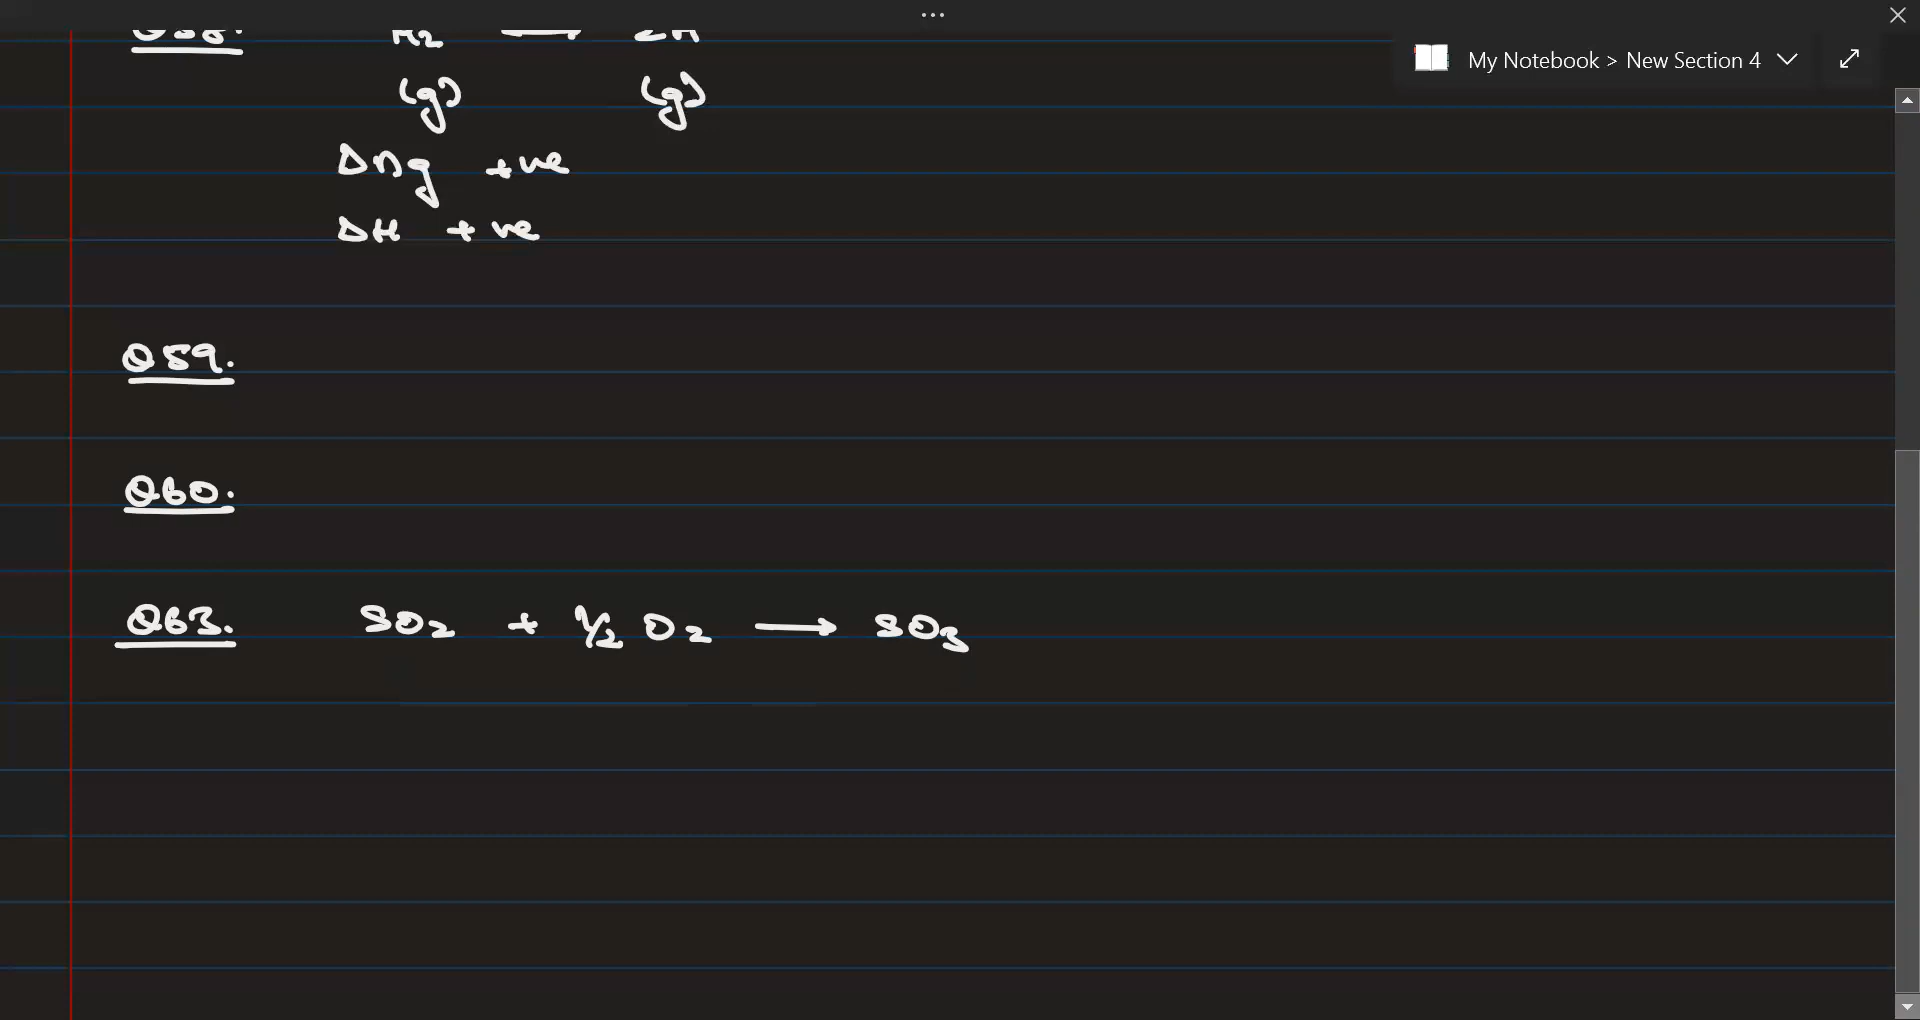 ...
My Notebook > New Section 4
Q58. H₂ ⟶ 2H
(g) (g)
Δng +ve
ΔH +ve
Q59.
Q60.
Q63. SO₂ + 1/2 O₂ ⟶ SO₃